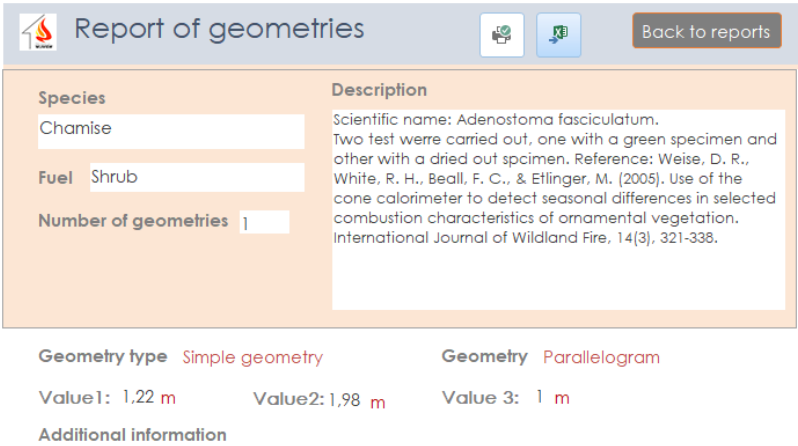 Report of geometries
Back to reports
Species
Chamise
Fuel Shrub
Number of geometries 1
Description
Scientific name: Adenostoma fasciculatum.
Two test werre carried out, one with a green specimen and
other with a dried out spcimen. Reference: Weise, D. R.,
White, R. H., Beall, F. C., & Etlinger, M. (2005). Use of the
cone calorimeter to detect seasonal differences in selected
combustion characteristics of ornamental vegetation.
International Journal of Wildland Fire, 14(3), 321-338.
Geometry type Simple geometry Geometry Parallelogram
Value1: 1,22 m Value2: 1,98 m Value 3: 1 m
Additional information